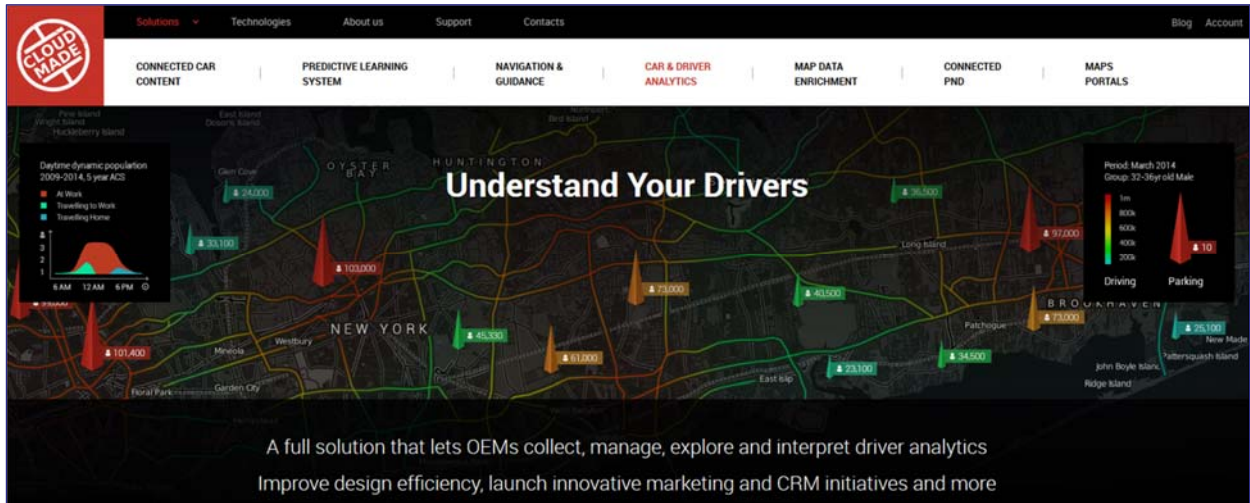 CLOUD
MADE
Solutions
Technologies
About us
Support
Contacts
Blog
Account
CONNECTED CAR
CONTENT
PREDICTIVE LEARNING
SYSTEM
NAVIGATION &
GUIDANCE
CAR & DRIVER
ANALYTICS
MAP DATA
ENRICHMENT
CONNECTED
PND
MAPS
PORTALS
Huckleberry Island
Glen Cove
OYSTER
BAY
HUNTINGTON
Understand Your Drivers
Daytime dynamic population
2009-2014, 5 year ACS
At Work
Travelling to Work
Travelling Home
3
2
1
6 AM 12 AM 6 PM
Period: March 2014
Group: 32-36yr old Male
1m
800k
600k
400k
200k
10
Driving
Parking
24,000
33,100
103,000
101,400
45,330
61,000
73,000
40,500
23,100
36,500
97,000
73,000
34,500
25,100
Long Island
BROOKHAVEN
NEW YORK
Patchogue
New Made
Mineola
Westbury
Pattersquash Island
East Islip
Ridge Island
Floral Park
Garden City
A full solution that lets OEMs collect, manage, explore and interpret driver analytics
Improve design efficiency, launch innovative marketing and CRM initiatives and more